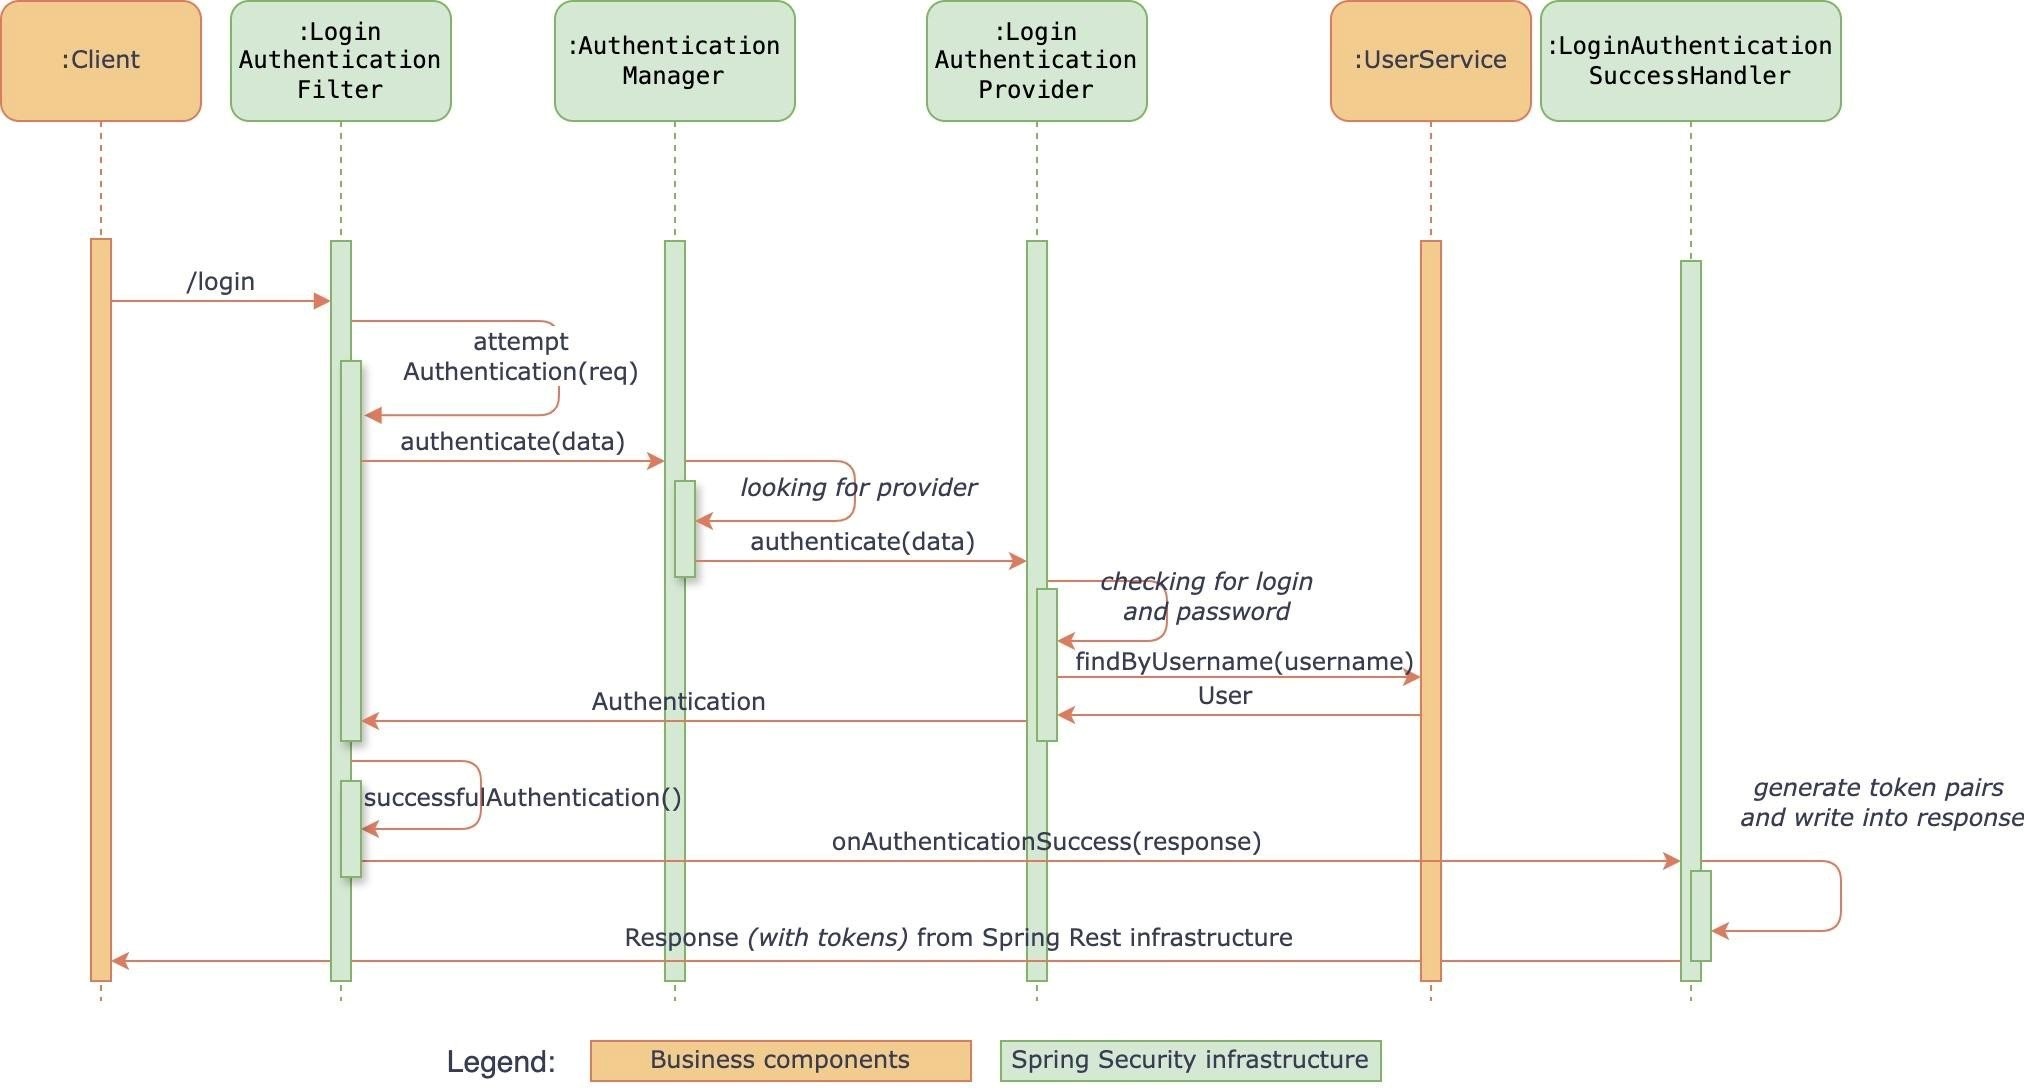 :Client
:Login
Authentication
Filter
:Authentication
Manager
:Login
Authentication
Provider
:UserService
:LoginAuthentication
SuccessHandler
/login
attempt
Authentication(req)
authenticate(data)
looking for provider
authenticate(data)
checking for login
and password
findByUsername(username)
User
Authentication
successfulAuthentication()
generate token pairs
and write into response
onAuthenticationSuccess(response)
Response (with tokens) from Spring Rest infrastructure
Legend:
Business components
Spring Security infrastructure